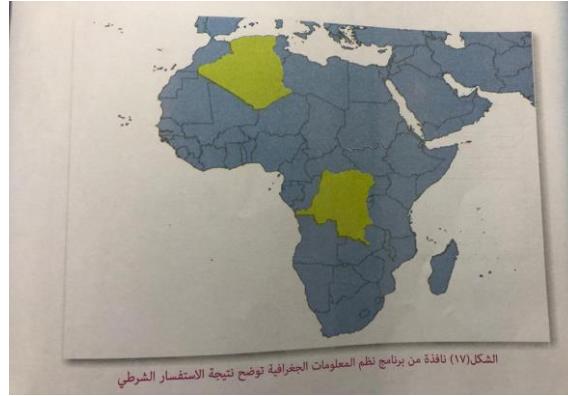 الشكل(١٧) نافذة من برنامج نظم المعلومات الجغرافية توضح نتيجة الاستفسار الشرطي